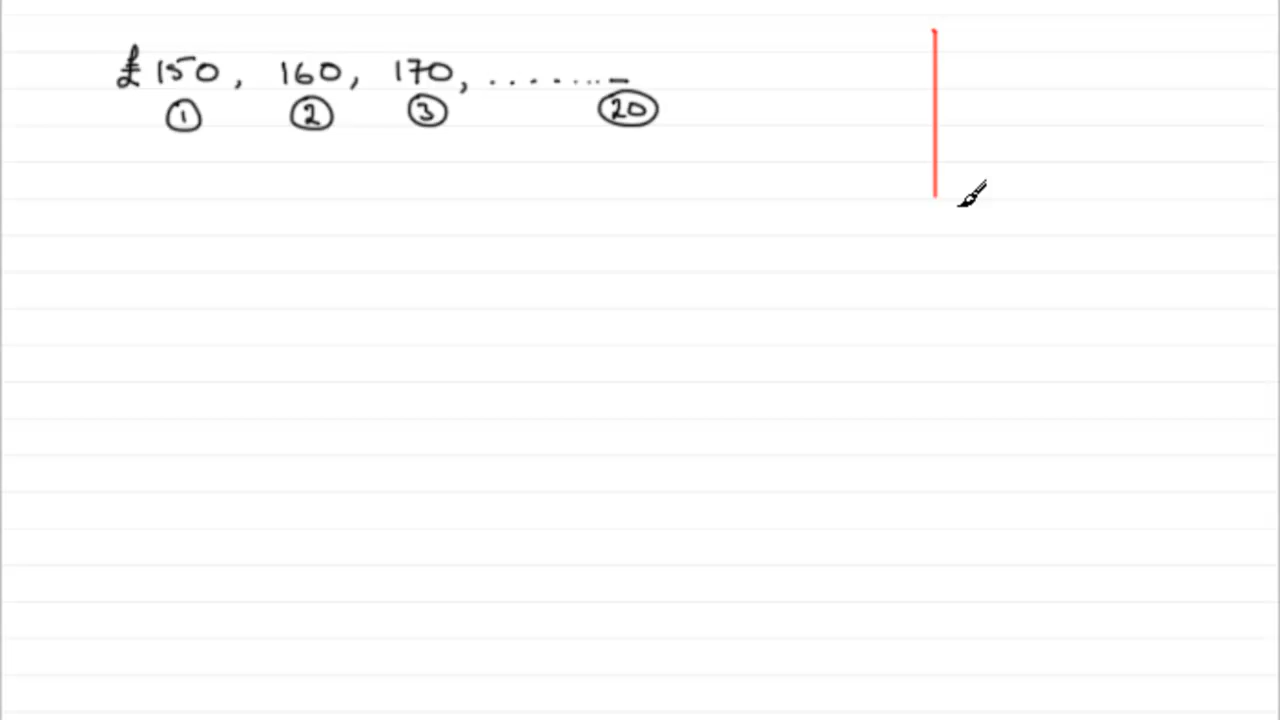 £150, 160, 170, ........ _
① ② ③ ⑳